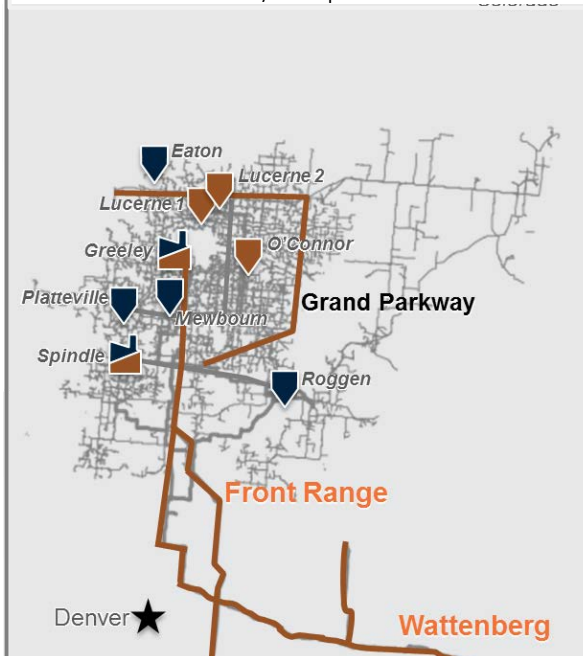 Eaton
Lucerne 2
Lucerne 1
Greeley
O'Connor
Platteville
Mewbourn
Grand Parkway
Spindle
Roggen
Front Range
Denver
Wattenberg